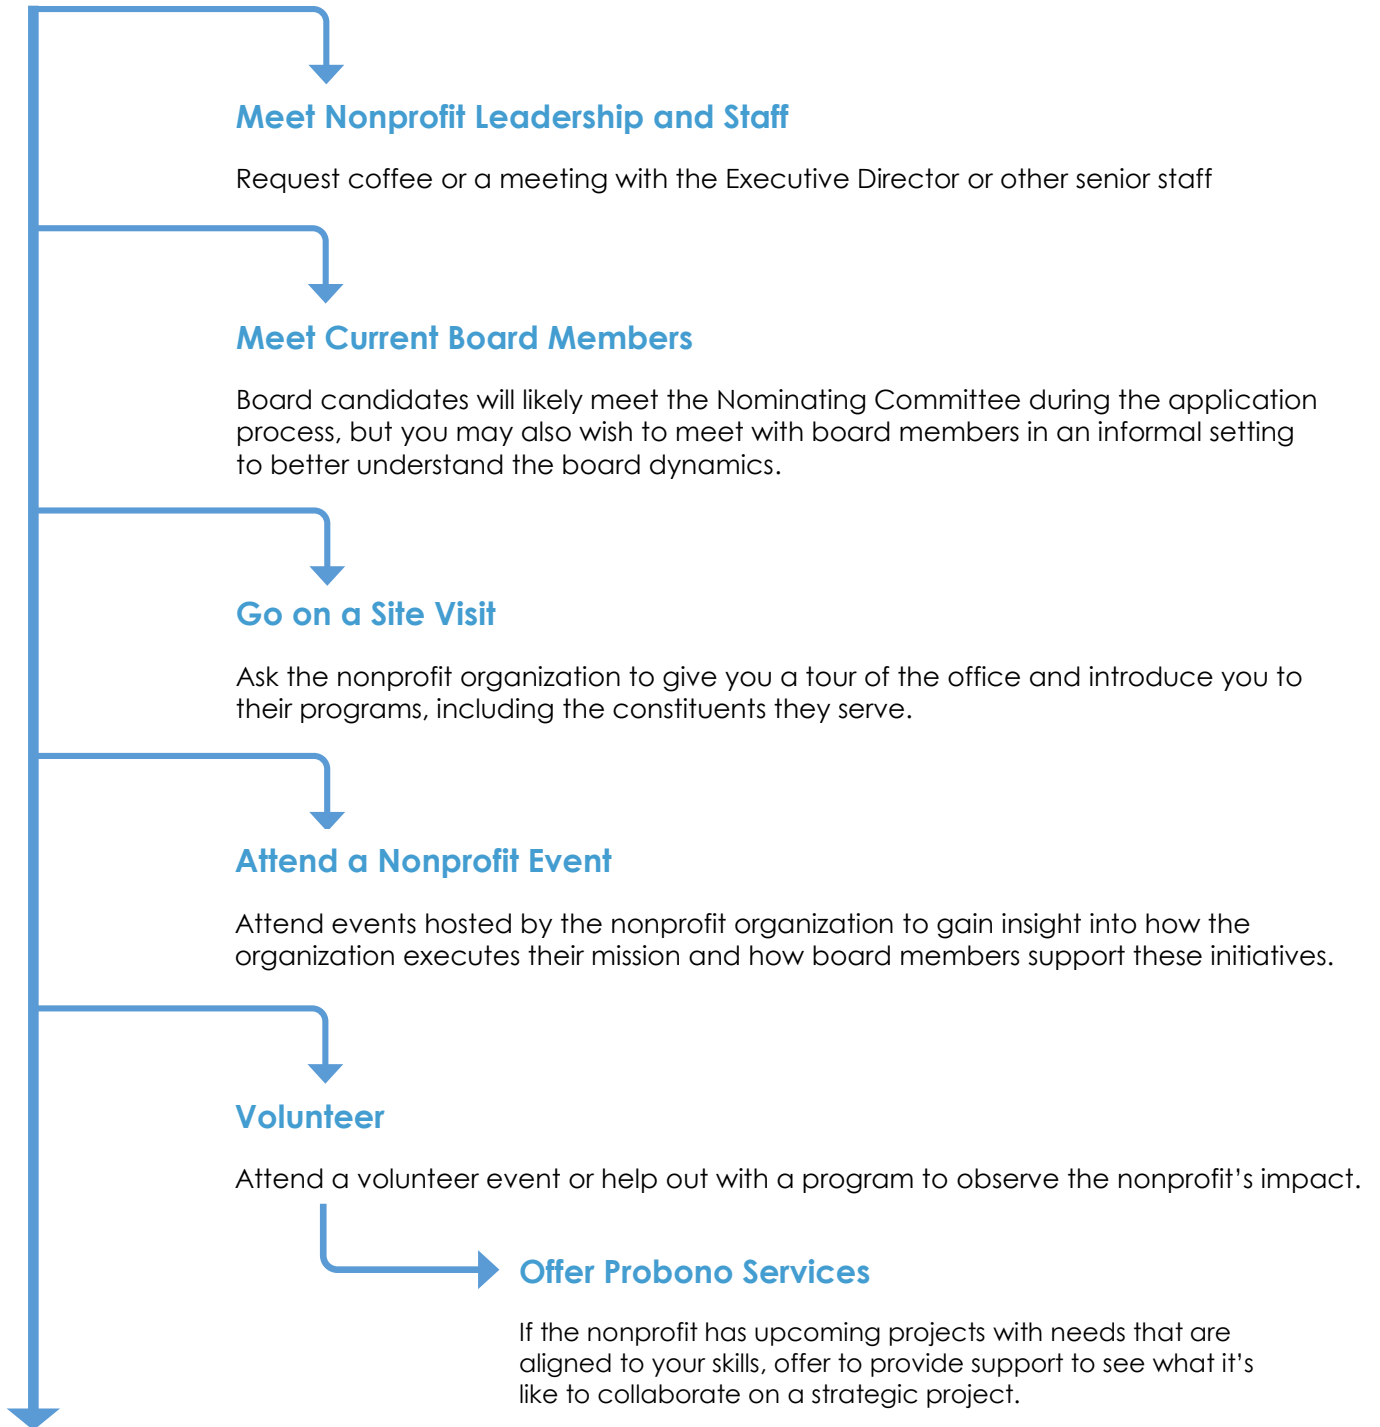 Meet Nonprofit Leadership and Staff
Request coffee or a meeting with the Executive Director or other senior staff
Meet Current Board Members
Board candidates will likely meet the Nominating Committee during the application
process, but you may also wish to meet with board members in an informal setting
to better understand the board dynamics.
Go on a Site Visit
Ask the nonprofit organization to give you a tour of the office and introduce you to
their programs, including the constituents they serve.
Attend a Nonprofit Event
Attend events hosted by the nonprofit organization to gain insight into how the
organization executes their mission and how board members support these initiatives.
Volunteer
Attend a volunteer event or help out with a program to observe the nonprofit’s impact.
Offer Probono Services
If the nonprofit has upcoming projects with needs that are
aligned to your skills, offer to provide support to see what it’s
like to collaborate on a strategic project.